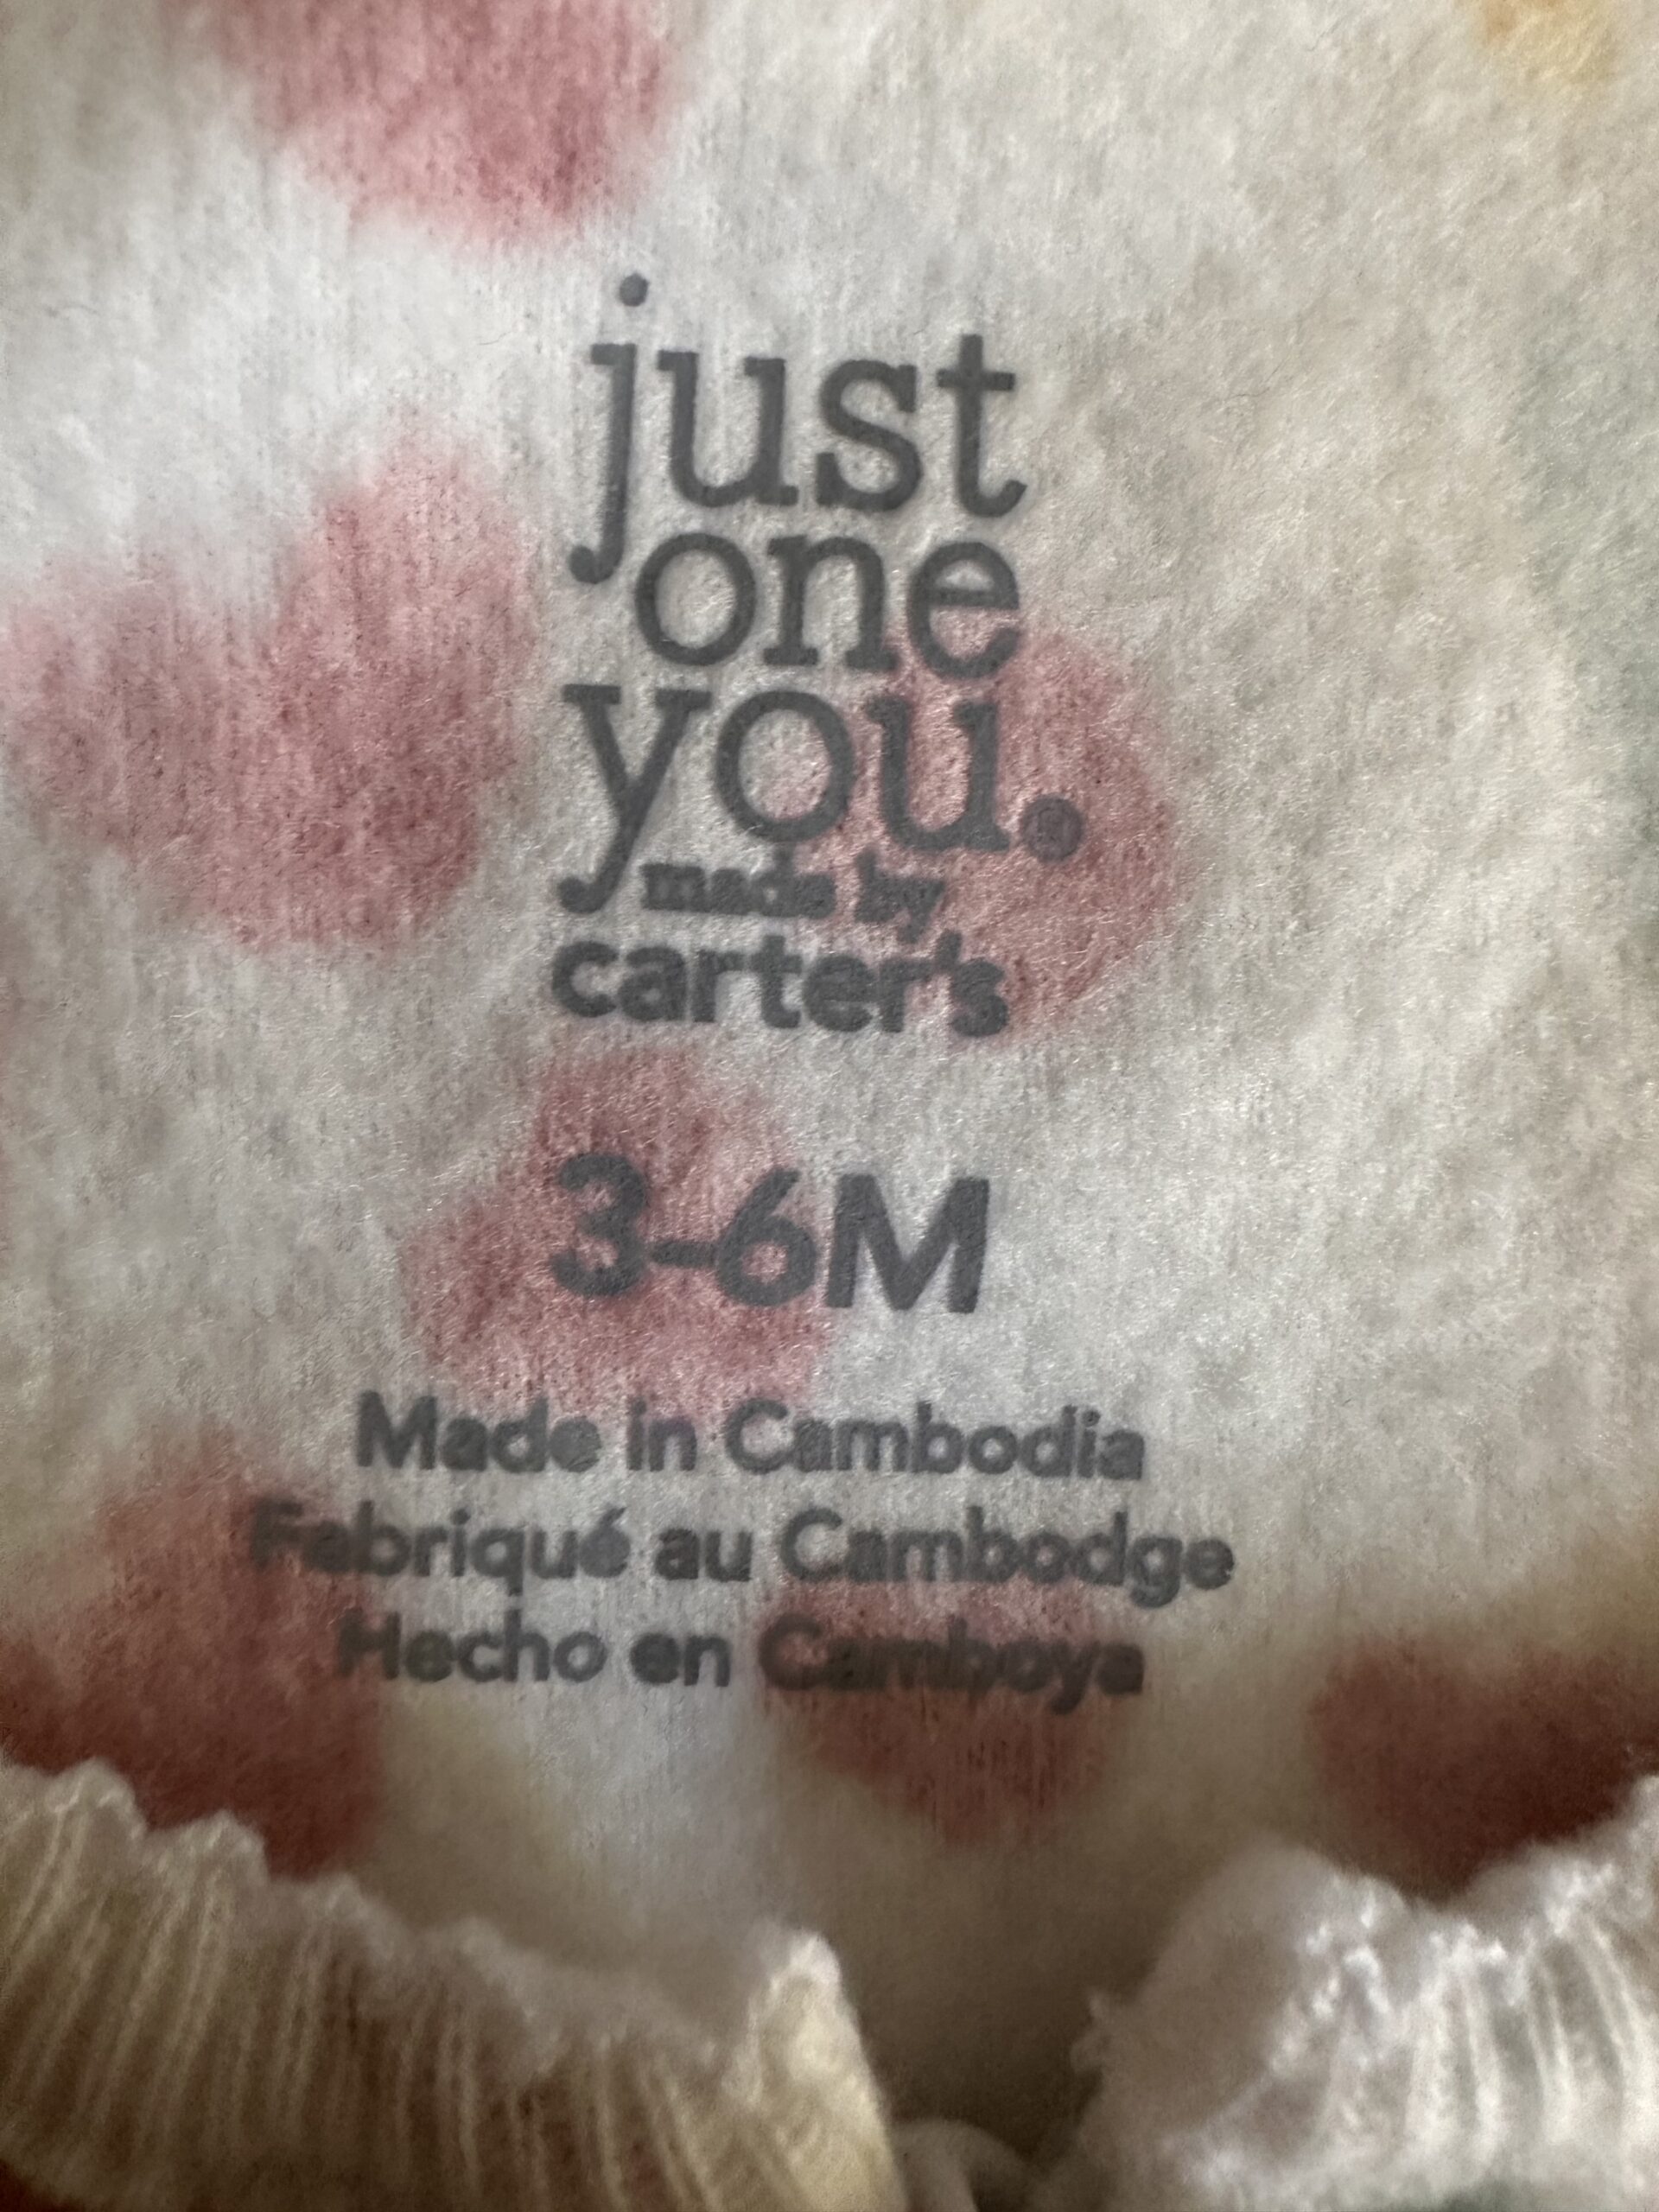 just
one
you.
made by
carter's
3-6M
Made in Cambodia
Fabriqué au Cambodge
Hecho en Camboya